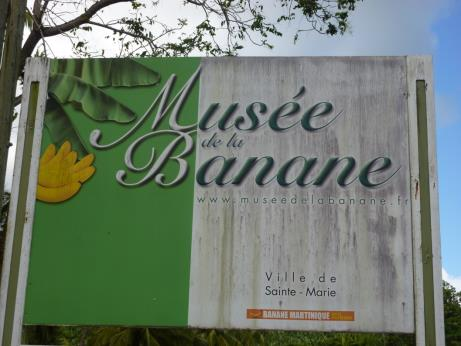 Musée
de la
Banane
www.museedelabanane.fr
Ville de
Sainte - Marie
BANANE MARTINIQUE